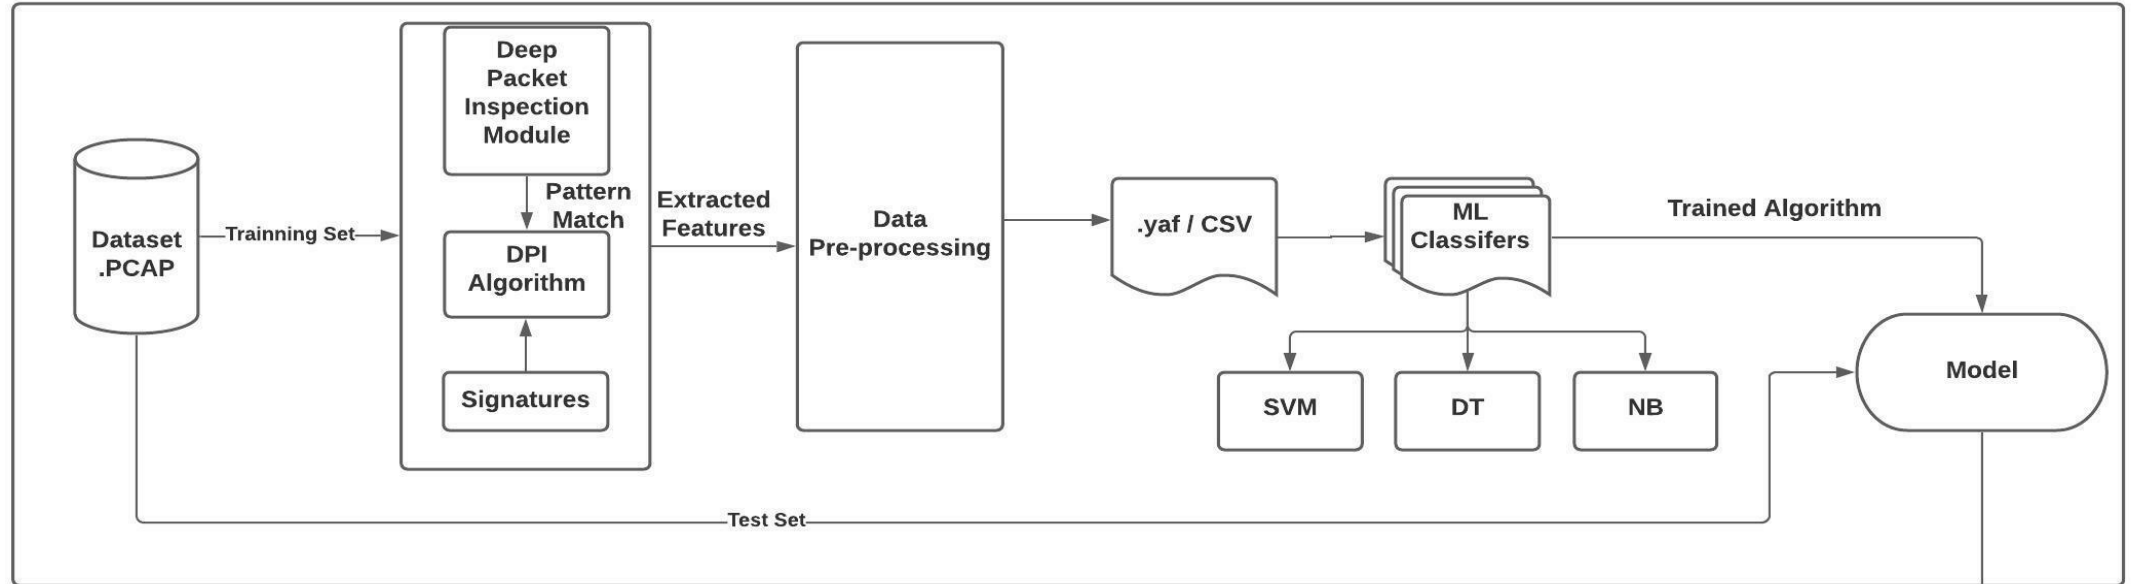 Dataset
.PCAP
Trainning Set
Deep
Packet
Inspection
Module
Pattern
Match
DPI
Algorithm
Signatures
Extracted
Features
Data
Pre-processing
.yaf / CSV
ML
Classifers
Trained Algorithm
SVM
DT
NB
Model
Test Set